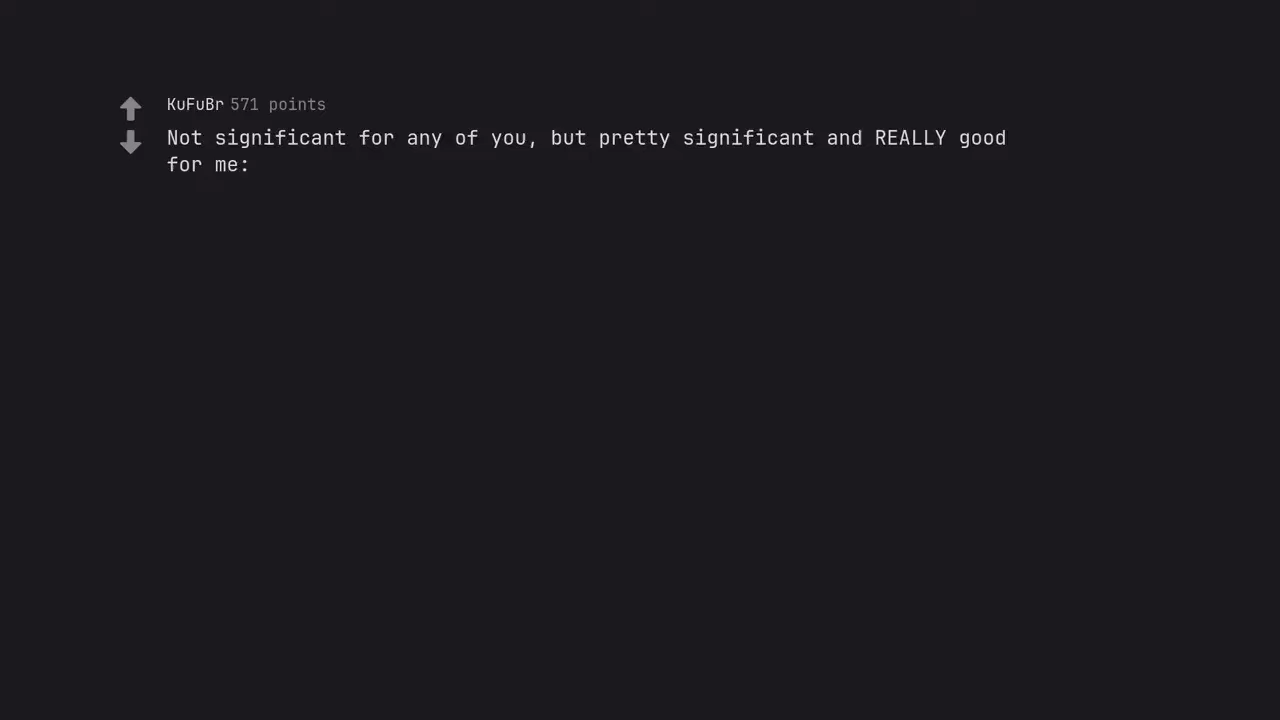 KuFuBr 571 points
Not significant for any of you, but pretty significant and REALLY good
for me: